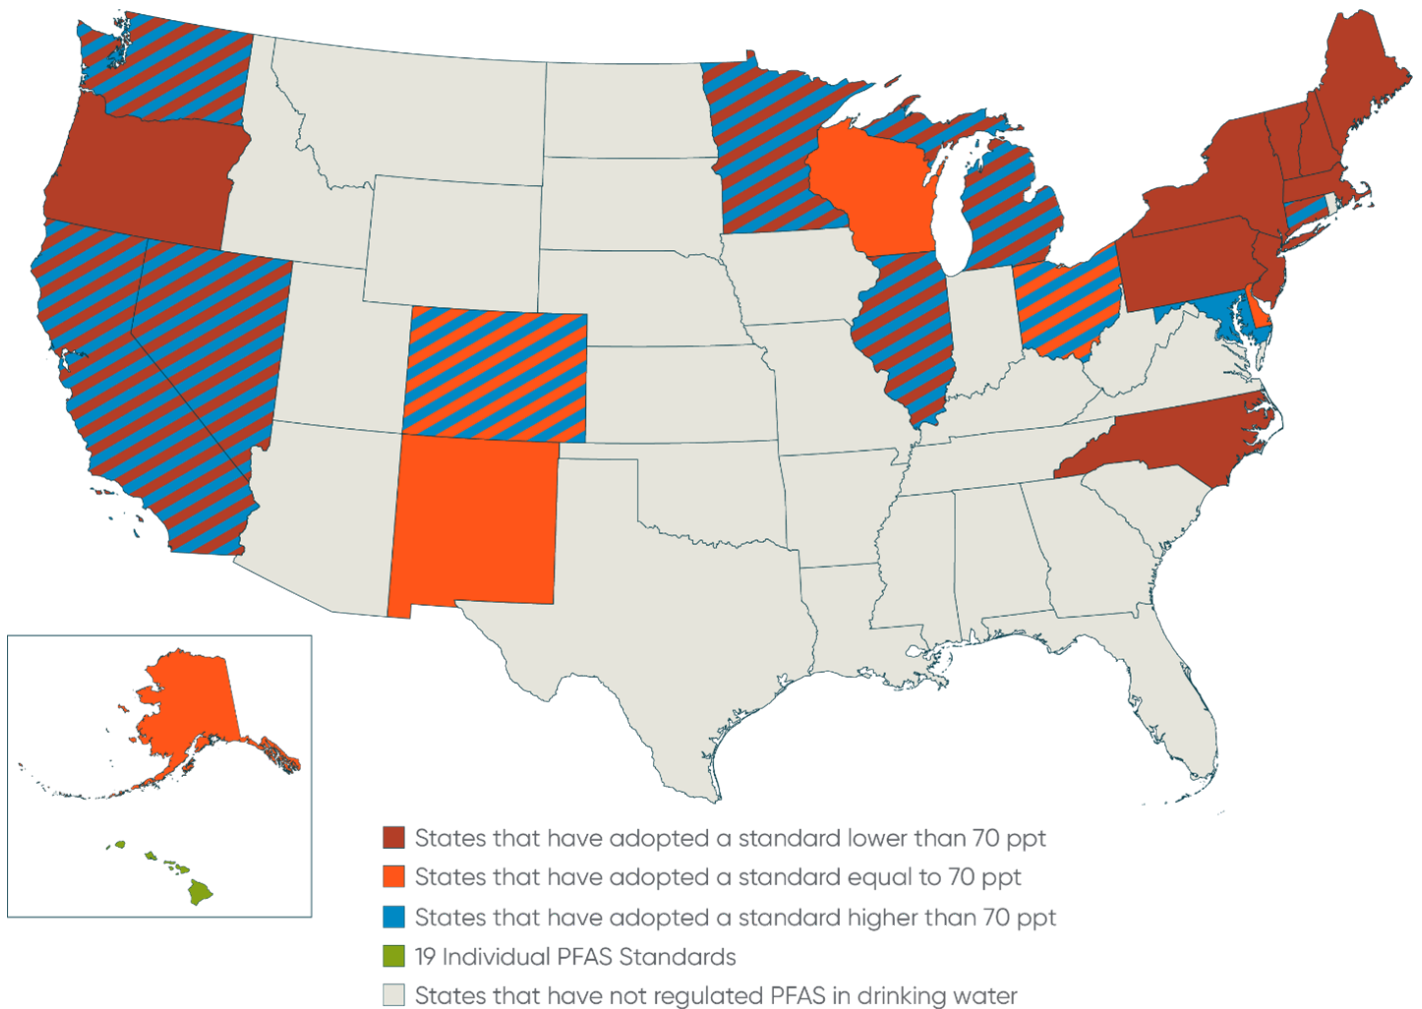 States that have adopted a standard lower than 70 ppt
States that have adopted a standard equal to 70 ppt
States that have adopted a standard higher than 70 ppt
19 Individual PFAS Standards
States that have not regulated PFAS in drinking water